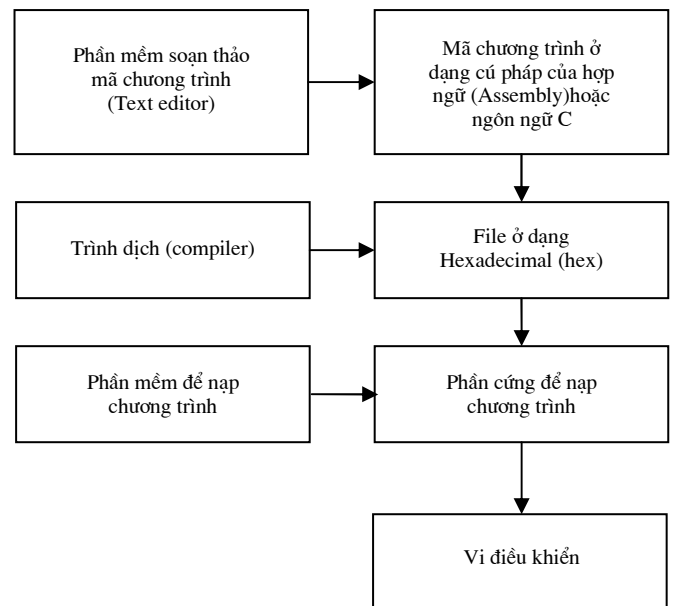 Phần mềm soạn thảo
mã chương trình
(Text editor)
Mã chương trình ở
dạng cú pháp của hợp
ngữ (Assembly)hoặc
ngôn ngữ C
Trình dịch (compiler)
File ở dạng
Hexadecimal (hex)
Phần mềm để nạp
chương trình
Phần cứng để nạp
chương trình
Vi điều khiển